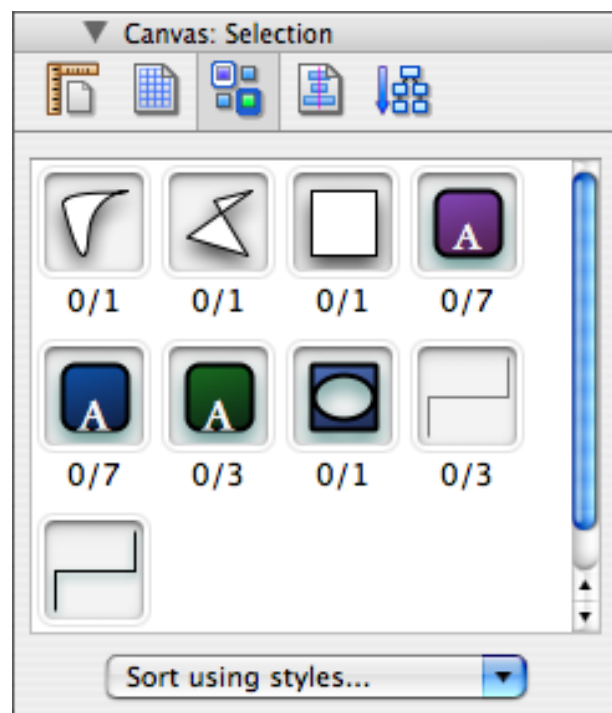 Canvas: Selection
A
0/1 0/1 0/1 0/7
A A
0/7 0/3 0/1 0/3
Sort using styles...